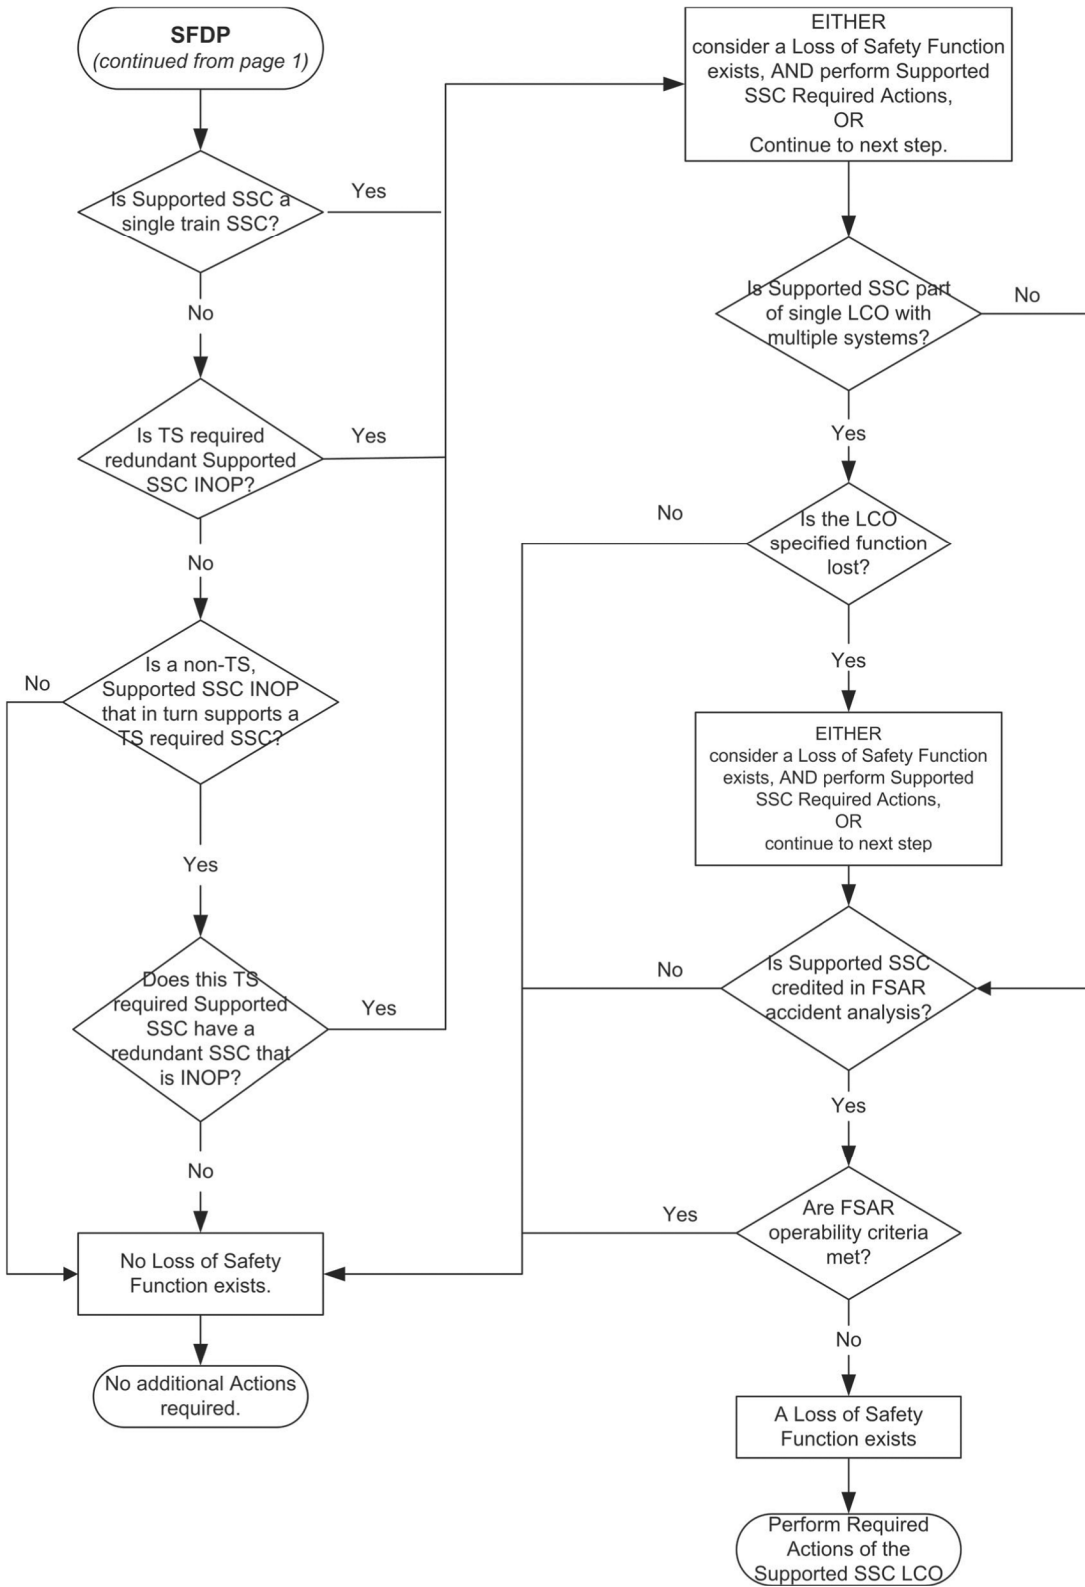 SFDP
(continued from page 1)
Is Supported SSC a
single train SSC?
Yes
No
Is TS required
redundant Supported
SSC INOP?
Yes
No
Is a non-TS,
Supported SSC INOP
that in turn supports a
TS required SSC?
No
Yes
Does this TS
required Supported
SSC have a
redundant SSC that
is INOP?
Yes
No
No Loss of Safety
Function exists.
No additional Actions
required.
EITHER
consider a Loss of Safety Function
exists, AND perform Supported
SSC Required Actions,
OR
Continue to next step.
Is Supported SSC part
of single LCO with
multiple systems?
No
Yes
Is the LCO
specified function
lost?
No
Yes
EITHER
consider a Loss of Safety Function
exists, AND perform Supported
SSC Required Actions,
OR
continue to next step
Is Supported SSC
credited in FSAR
accident analysis?
No
Yes
Are FSAR
operability criteria
met?
Yes
No
A Loss of Safety
Function exists
Perform Required
Actions of the
Supported SSC LCO